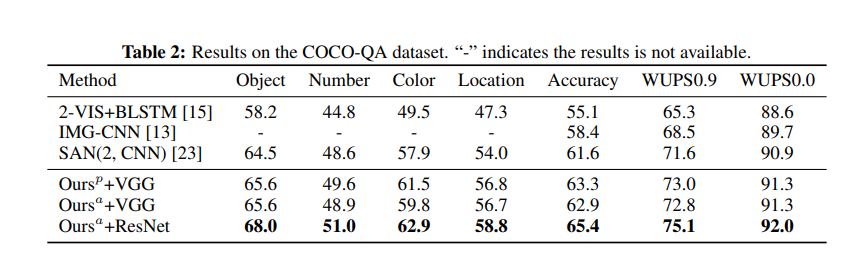 Table 2: Results on the COCO-QA dataset. “-” indicates the results is not available.
Method Object Number Color Location Accuracy WUPS0.9 WUPS0.0
2-VIS+BLSTM [15] 58.2 44.8 49.5 47.3 55.1 65.3 88.6
IMG-CNN [13] - - - - 58.4 68.5 89.7
SAN(2, CNN) [23] 64.5 48.6 57.9 54.0 61.6 71.6 90.9
Oursᵖ+VGG 65.6 49.6 61.5 56.8 63.3 73.0 91.3
Oursᵃ+VGG 65.6 48.9 59.8 56.7 62.9 72.8 91.3
Oursᵃ+ResNet 68.0 51.0 62.9 58.8 65.4 75.1 92.0